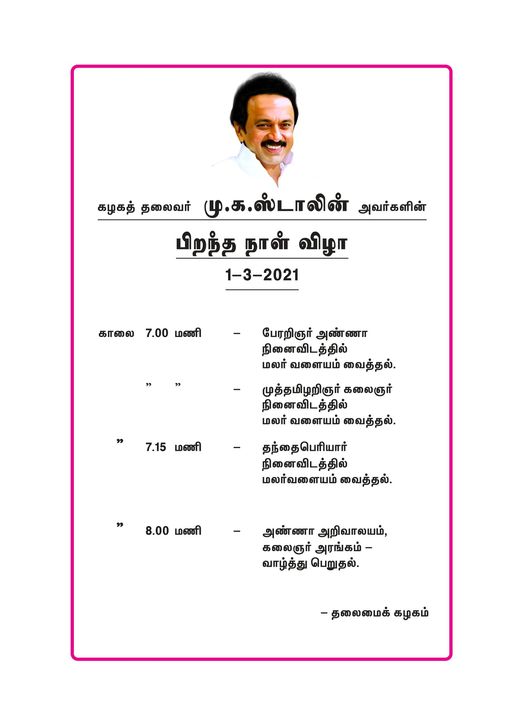 கழகத் தலைவர் மு.க.ஸ்டாலின் அவர்களின்
பிறந்த நாள் விழா
1–3–2021
காலை 7.00 மணி – பேரறிஞர் அண்ணா
நினைவிடத்தில்
மலர் வளையம் வைத்தல்.
” ” – முத்தமிழறிஞர் கலைஞர்
நினைவிடத்தில்
மலர் வளையம் வைத்தல்.
” 7.15 மணி – தந்தைபெரியார்
நினைவிடத்தில்
மலர்வளையம் வைத்தல்.
” 8.00 மணி – அண்ணா அறிவாலயம்,
கலைஞர் அரங்கம் –
வாழ்த்து பெறுதல்.
– தலைமைக் கழகம்